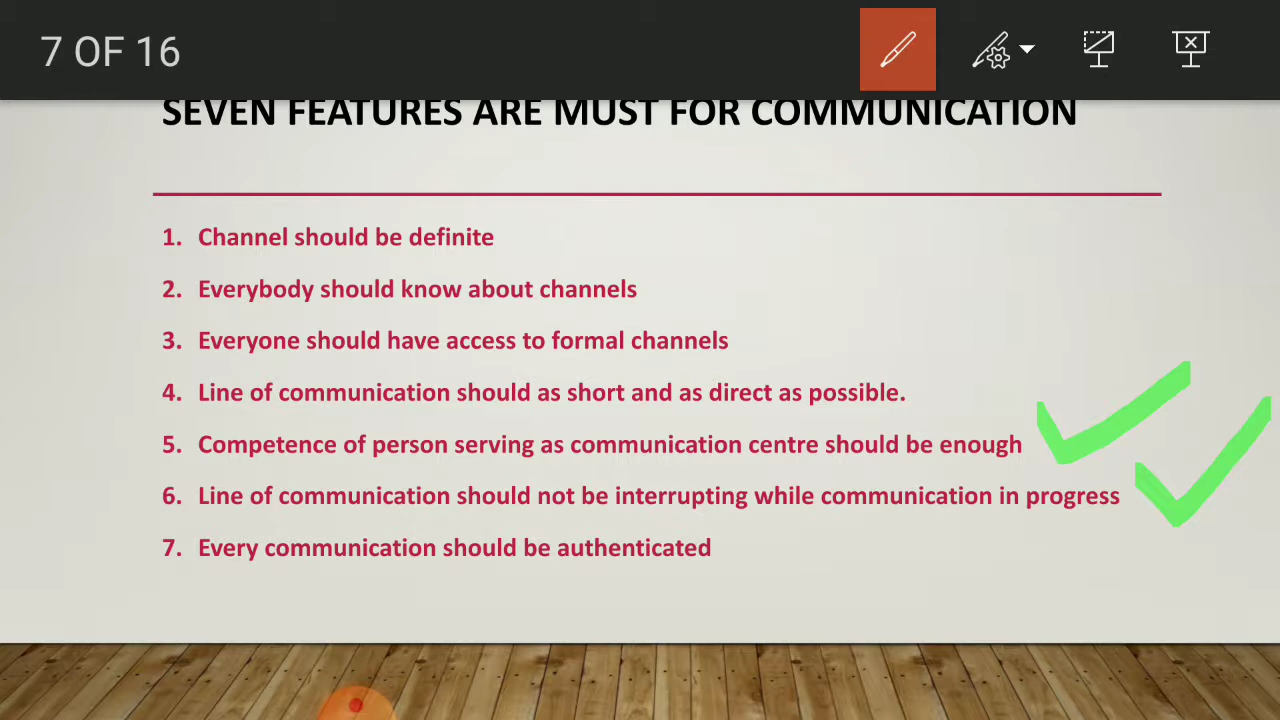 7 OF 16
SEVEN FEATURES ARE MUST FOR COMMUNICATION
1. Channel should be definite
2. Everybody should know about channels
3. Everyone should have access to formal channels
4. Line of communication should as short and as direct as possible.
5. Competence of person serving as communication centre should be enough
6. Line of communication should not be interrupting while communication in progress
7. Every communication should be authenticated